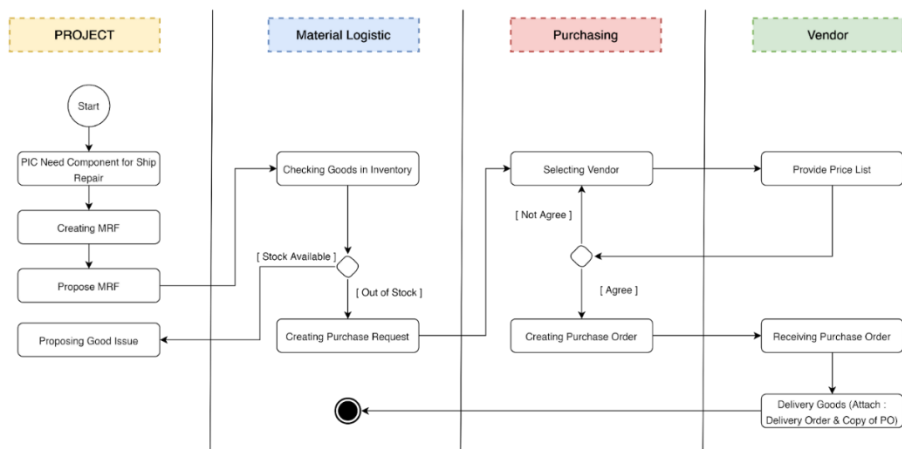 PROJECT
Material Logistic
Purchasing
Vendor
Start
PIC Need Component for Ship
Repair
Checking Goods in Inventory
Selecting Vendor
Provide Price List
Creating MRF
[ Not Agree ]
[ Stock Available ]
Propose MRF
[ Out of Stock ]
[ Agree ]
Proposing Good Issue
Creating Purchase Request
Creating Purchase Order
Receiving Purchase Order
Delivery Goods (Attach :
Delivery Order & Copy of PO)